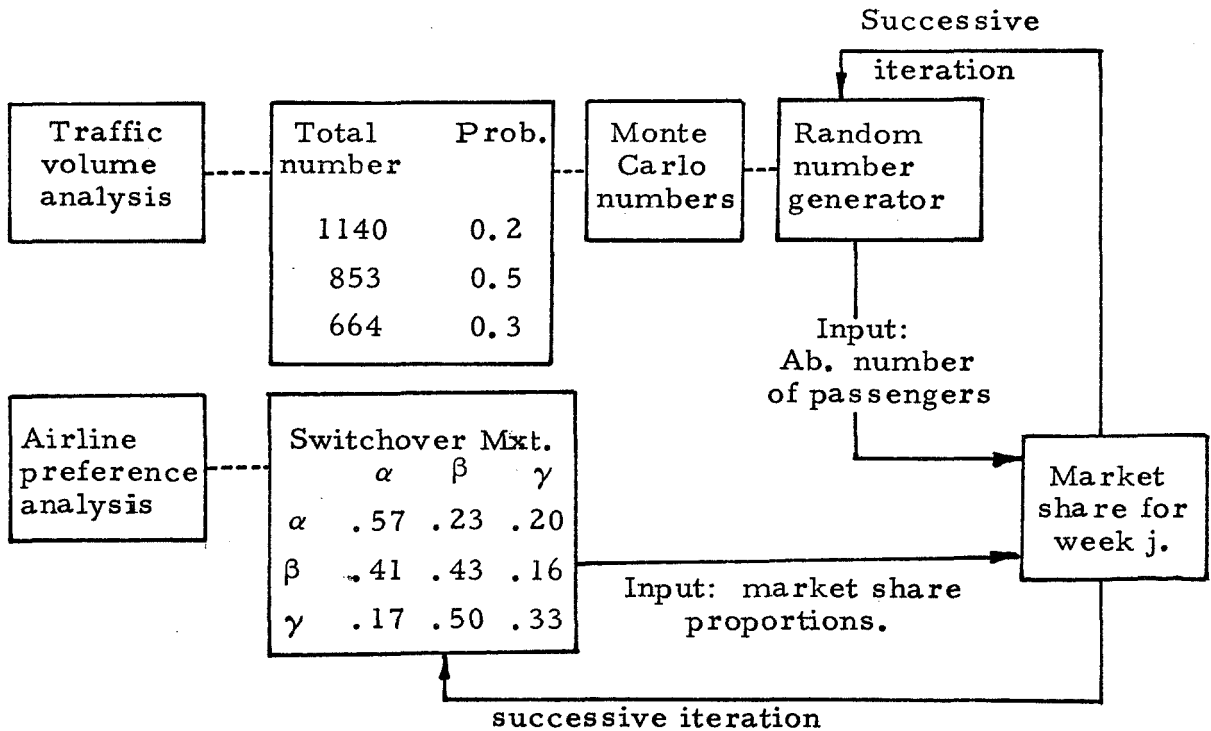 Successive
iteration
Traffic
volume
analysis
Total Prob.
number
1140 0.2
853 0.5
664 0.3
Monte
Carlo
numbers
Random
number
generator
Input:
Ab. number
of passengers
Airline
preference
analysis
Switchover Mxt.
α β γ
α .57 .23 .20
β .41 .43 .16
γ .17 .50 .33
Input: market share
proportions.
Market
share for
week j.
successive iteration